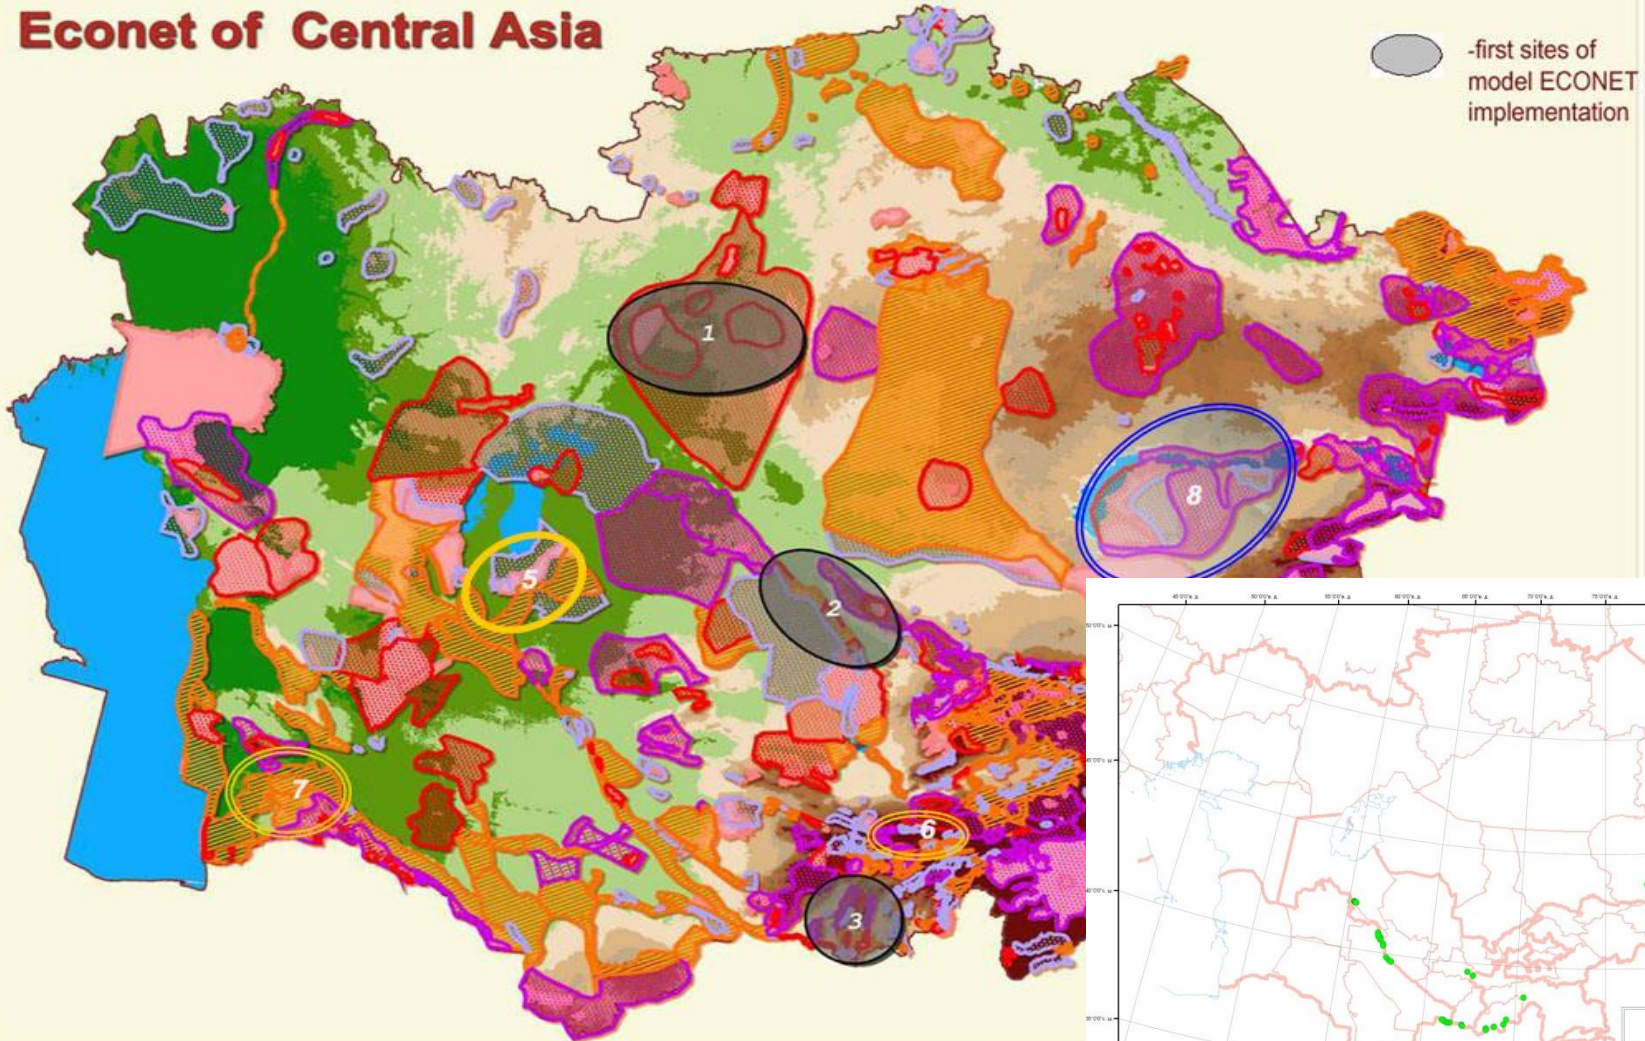 Econet of Central Asia
-first sites of
model ECONET
implementation
1
8
5
2
7
6
3